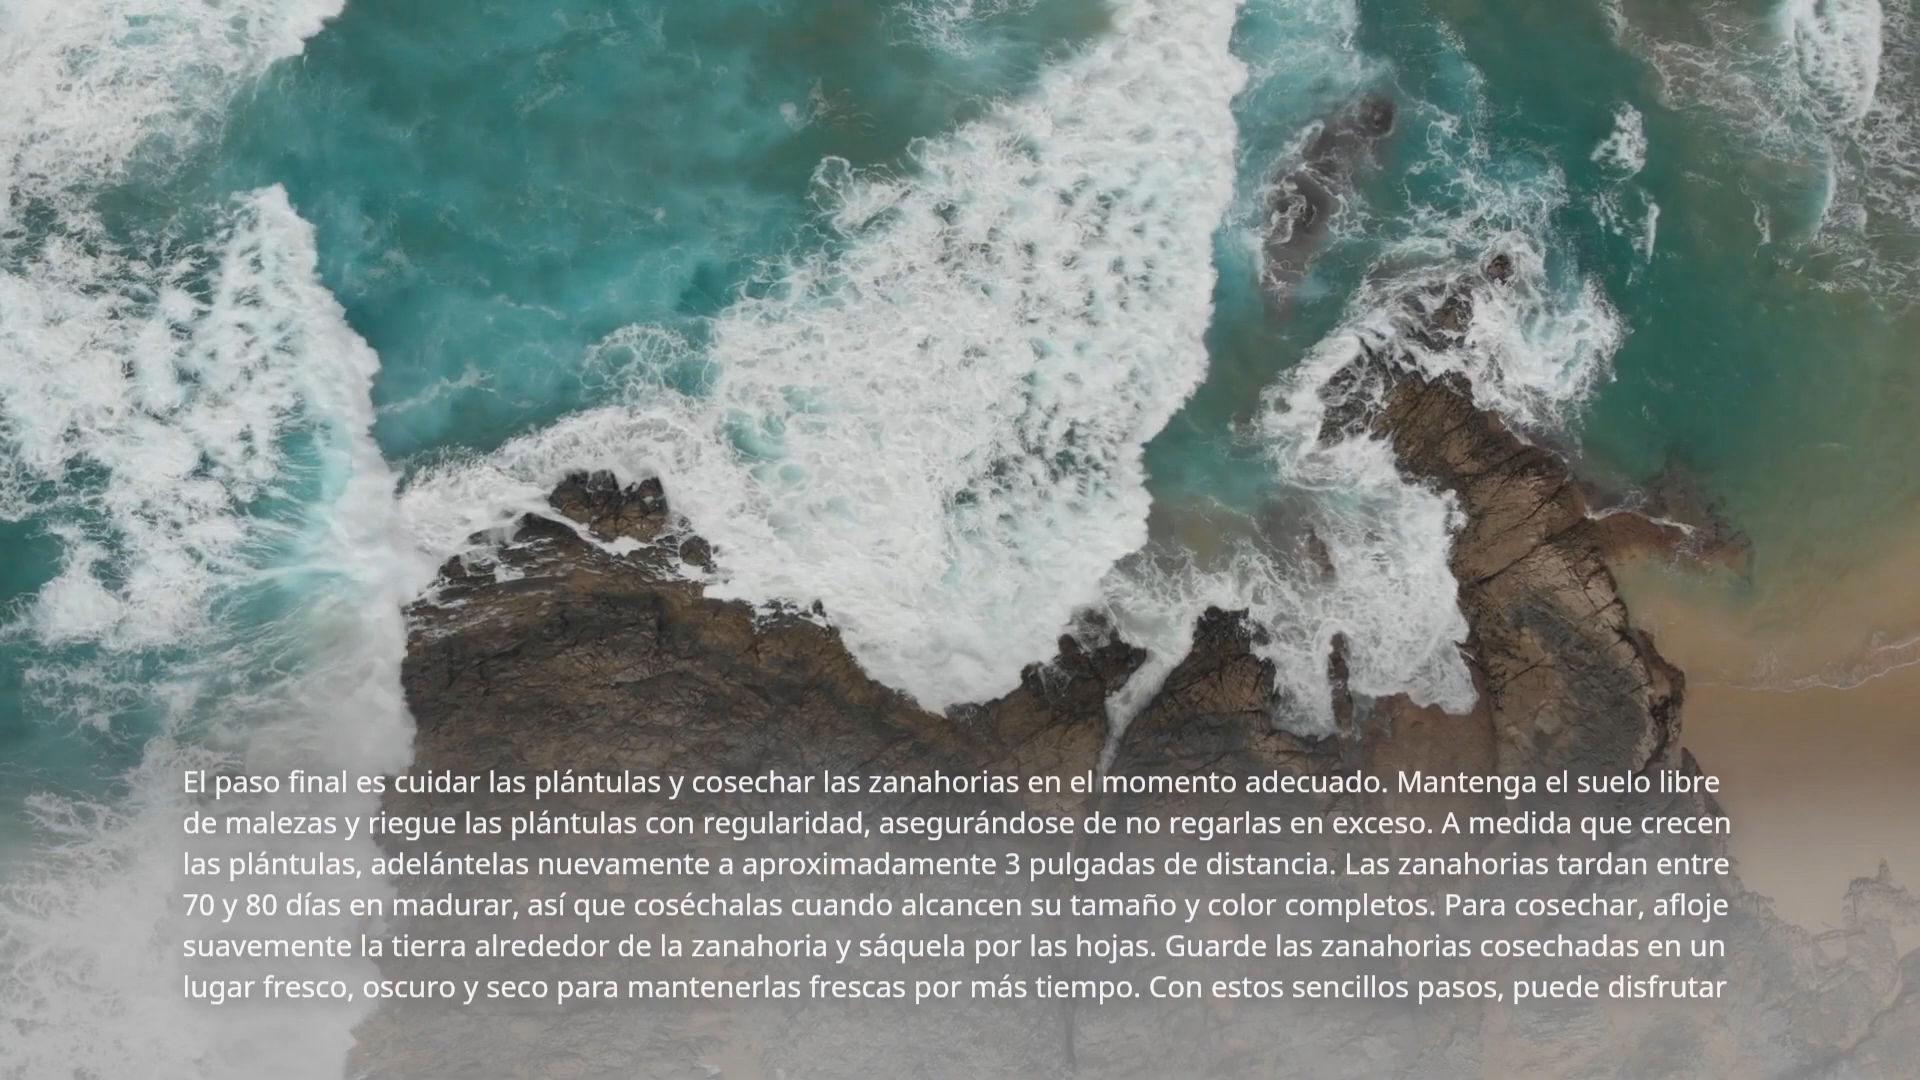 El paso final es cuidar las plántulas y cosechar las zanahorias en el momento adecuado. Mantenga el suelo libre
de malezas y riegue las plántulas con regularidad, asegurándose de no regarlas en exceso. A medida que crecen
las plántulas, adelántelas nuevamente a aproximadamente 3 pulgadas de distancia. Las zanahorias tardan entre
70 y 80 días en madurar, así que coséchalas cuando alcancen su tamaño y color completos. Para cosechar, afloje
suavemente la tierra alrededor de la zanahoria y sáquela por las hojas. Guarde las zanahorias cosechadas en un
lugar fresco, oscuro y seco para mantenerlas frescas por más tiempo. Con estos sencillos pasos, puede disfrutar